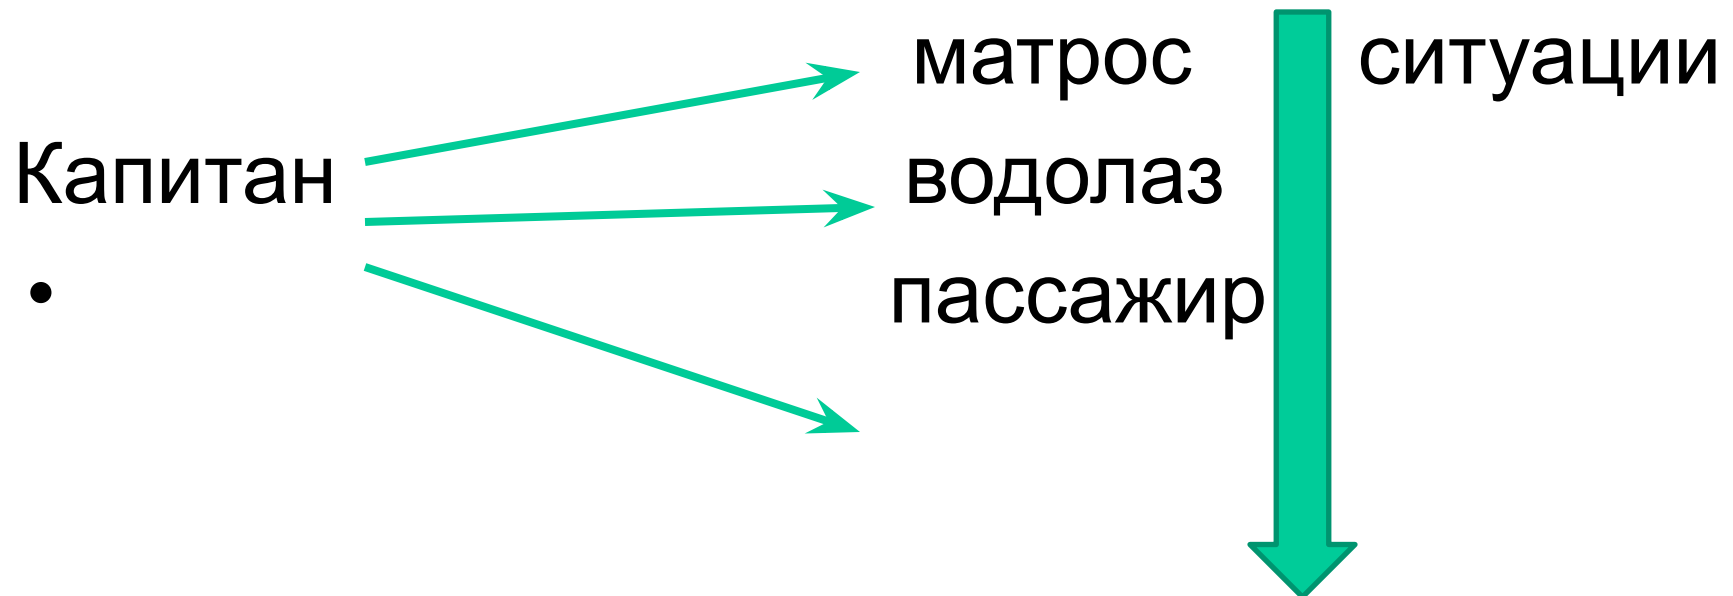 матрос ситуации
Капитан водолаз
• пассажир